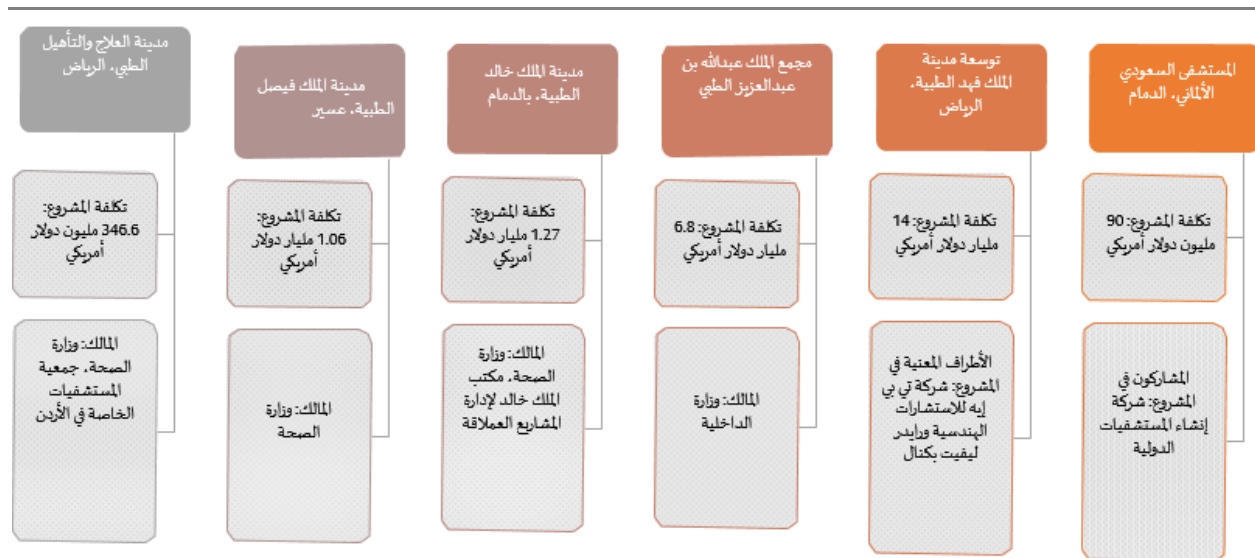 المستشفى السعودي
الألماني، الدمام
تكلفة المشروع: 90
مليون دولار أمريكي
المشاركون في
المشروع: شركة
إنشاء المستشفيات
الدولية
توسعة مدينة
الملك فهد الطبية،
الرياض
تكلفة المشروع: 14
مليار دولار أمريكي
الأطراف المعنية في
المشروع: شركة تي بي
إيه للاستشارات
الهندسية ورايدر
ليفيت بكنال
مجمع الملك عبدالله بن
عبدالعزيز الطبي
تكلفة المشروع: 6.8
مليار دولار أمريكي
المالك: وزارة
الداخلية
مدينة الملك خالد
الطبية، بالدمام
تكلفة المشروع:
1.27 مليار دولار
أمريكي
المالك: وزارة
الصحة، مكتب
الملك خالد لإدارة
المشاريع العملاقة
مدينة الملك فيصل
الطبية، عسير
تكلفة المشروع:
1.06 مليار دولار
أمريكي
المالك: وزارة
الصحة
مدينة العلاج والتأهيل
الطبي، الرياض
تكلفة المشروع:
346.6 مليون دولار
أمريكي
المالك: وزارة
الصحة، جمعية
المستشفيات
الخاصة في الأردن